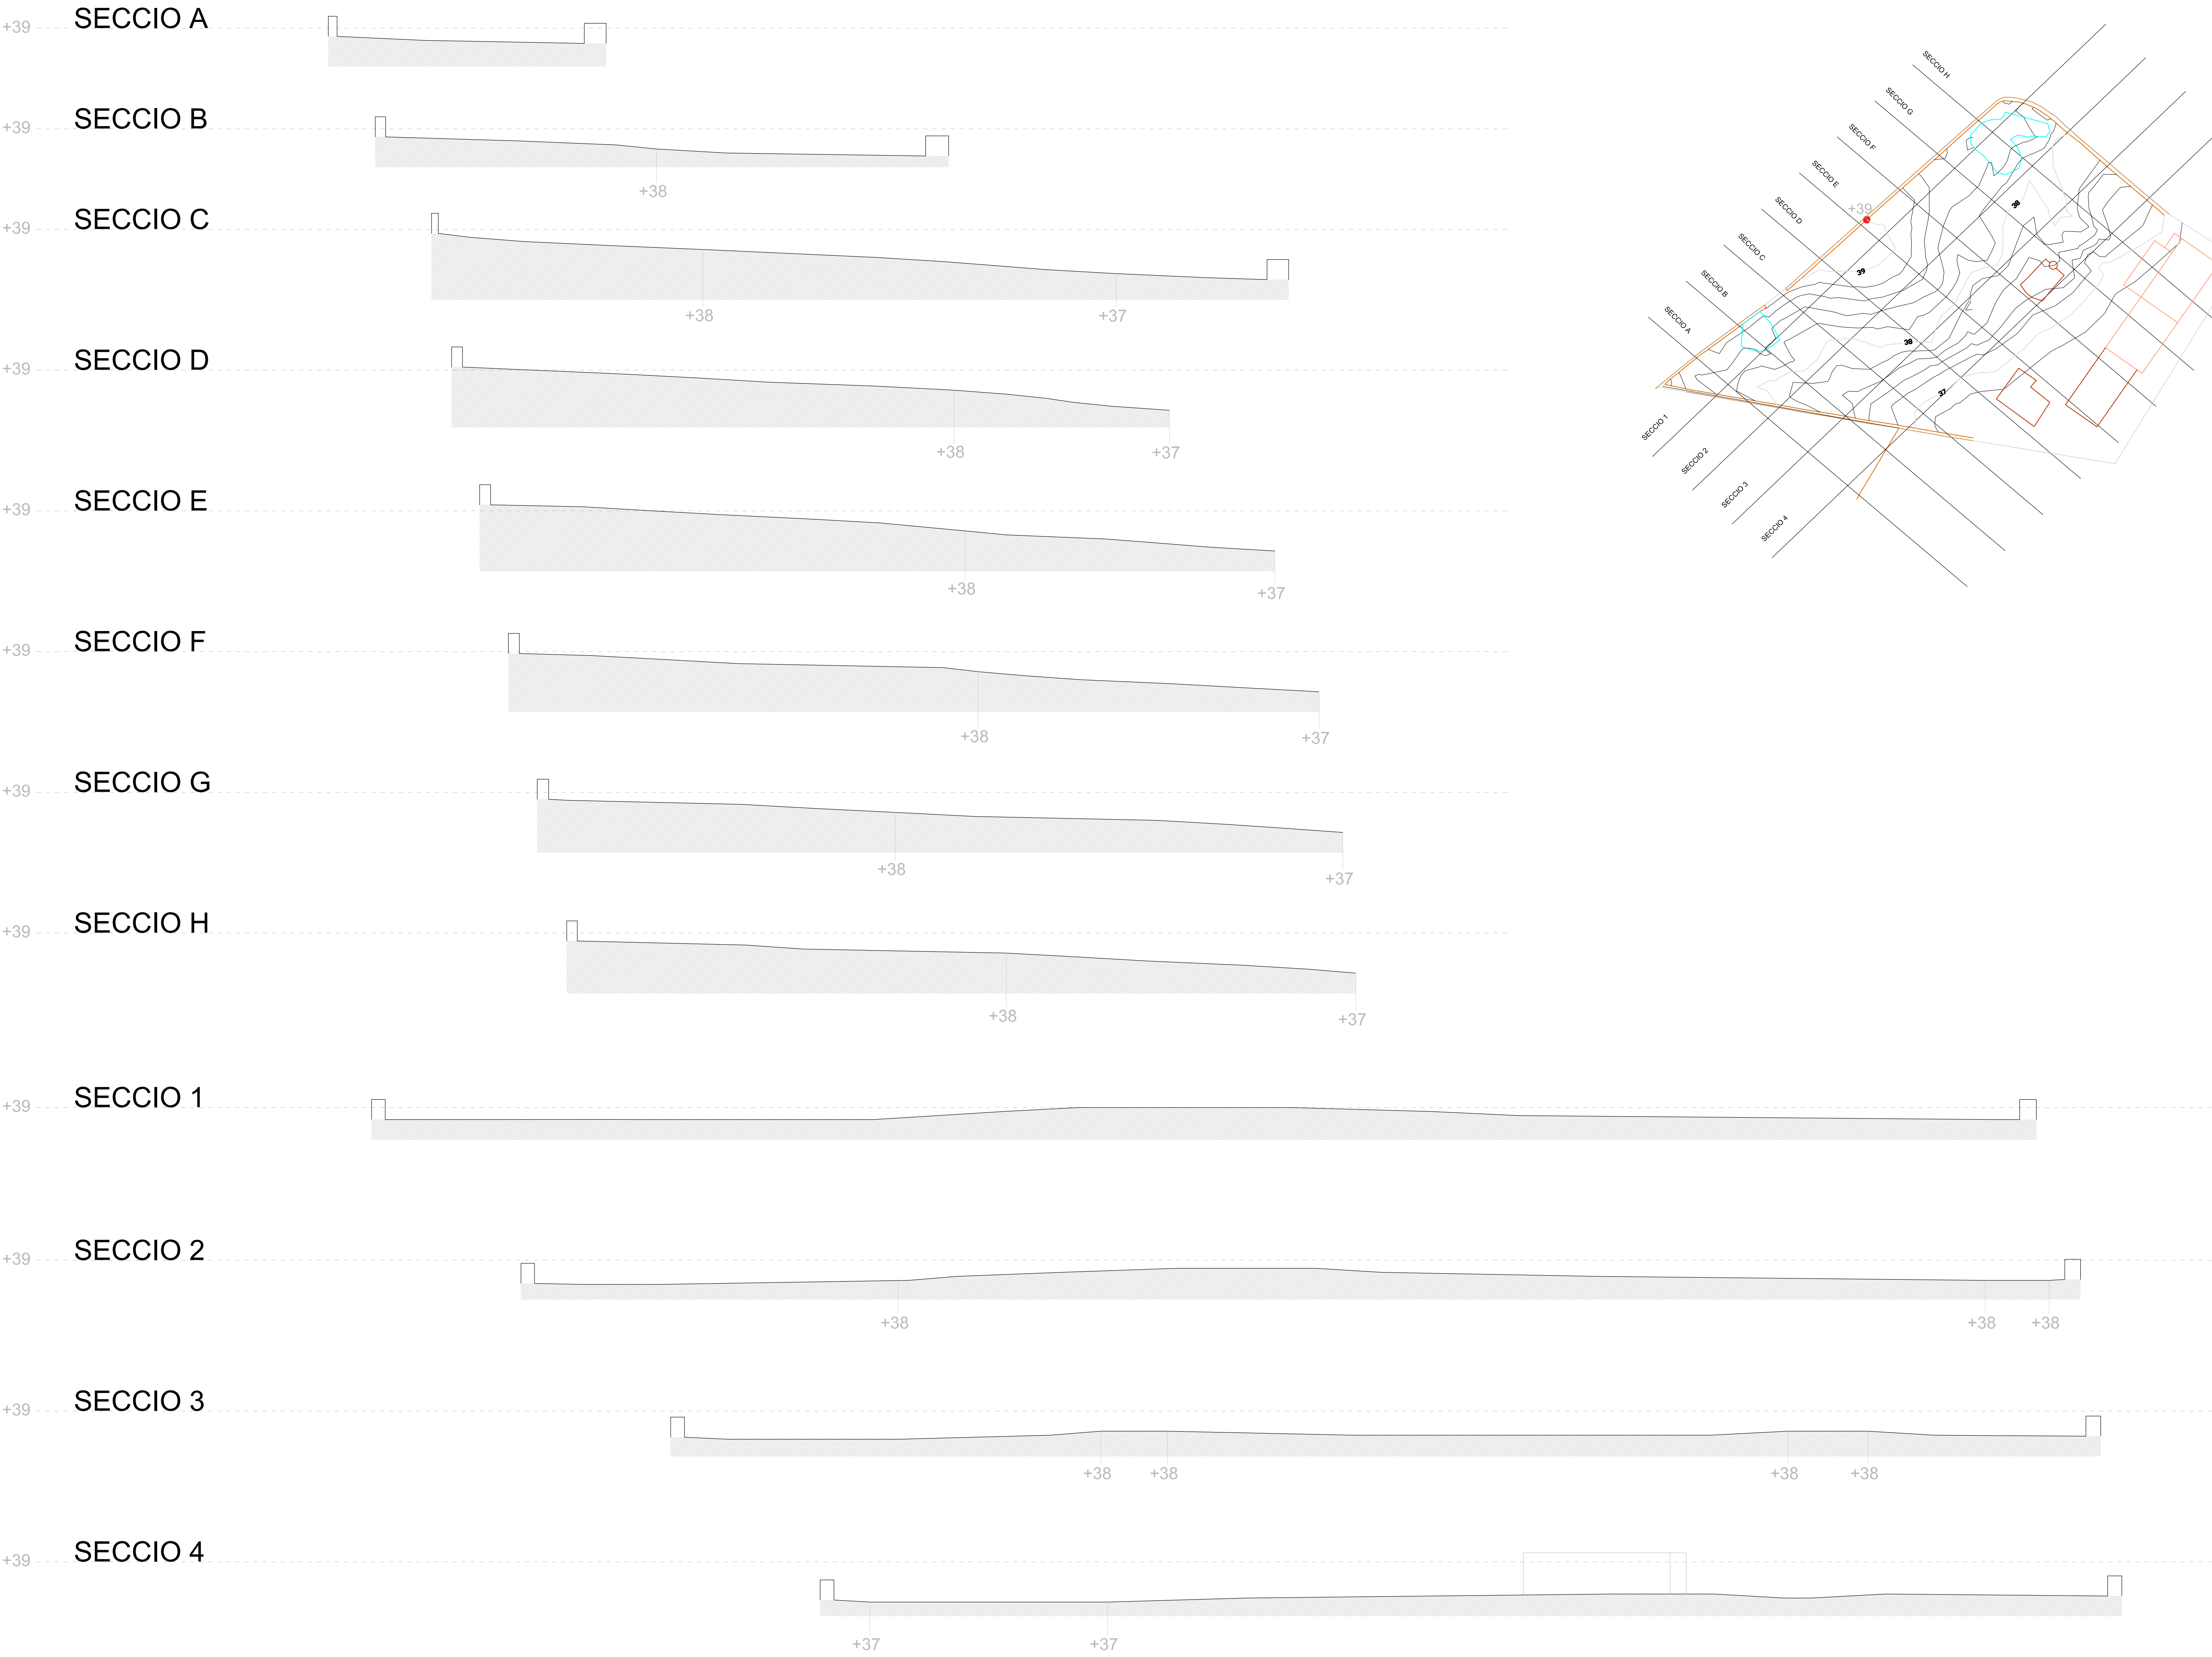 SECCIO A
+39
SECCIO B
+39
+38
SECCIO C
+39
+38
+37
SECCIO D
+39
+38
+37
SECCIO E
+39
+38
+37
SECCIO F
+39
+38
+37
SECCIO G
+39
+38
+37
SECCIO H
+39
+38
+37
SECCIO 1
+39
SECCIO 2
+39
+38
+38
+38
SECCIO 3
+39
+38
+38
+38
+38
SECCIO 4
+39
+37
+37
SECCIO H
SECCIO G
SECCIO F
SECCIO E
SECCIO D
SECCIO C
SECCIO B
SECCIO A
+39
38
39
38
37
SECCIO 1
SECCIO 2
SECCIO 3
SECCIO 4